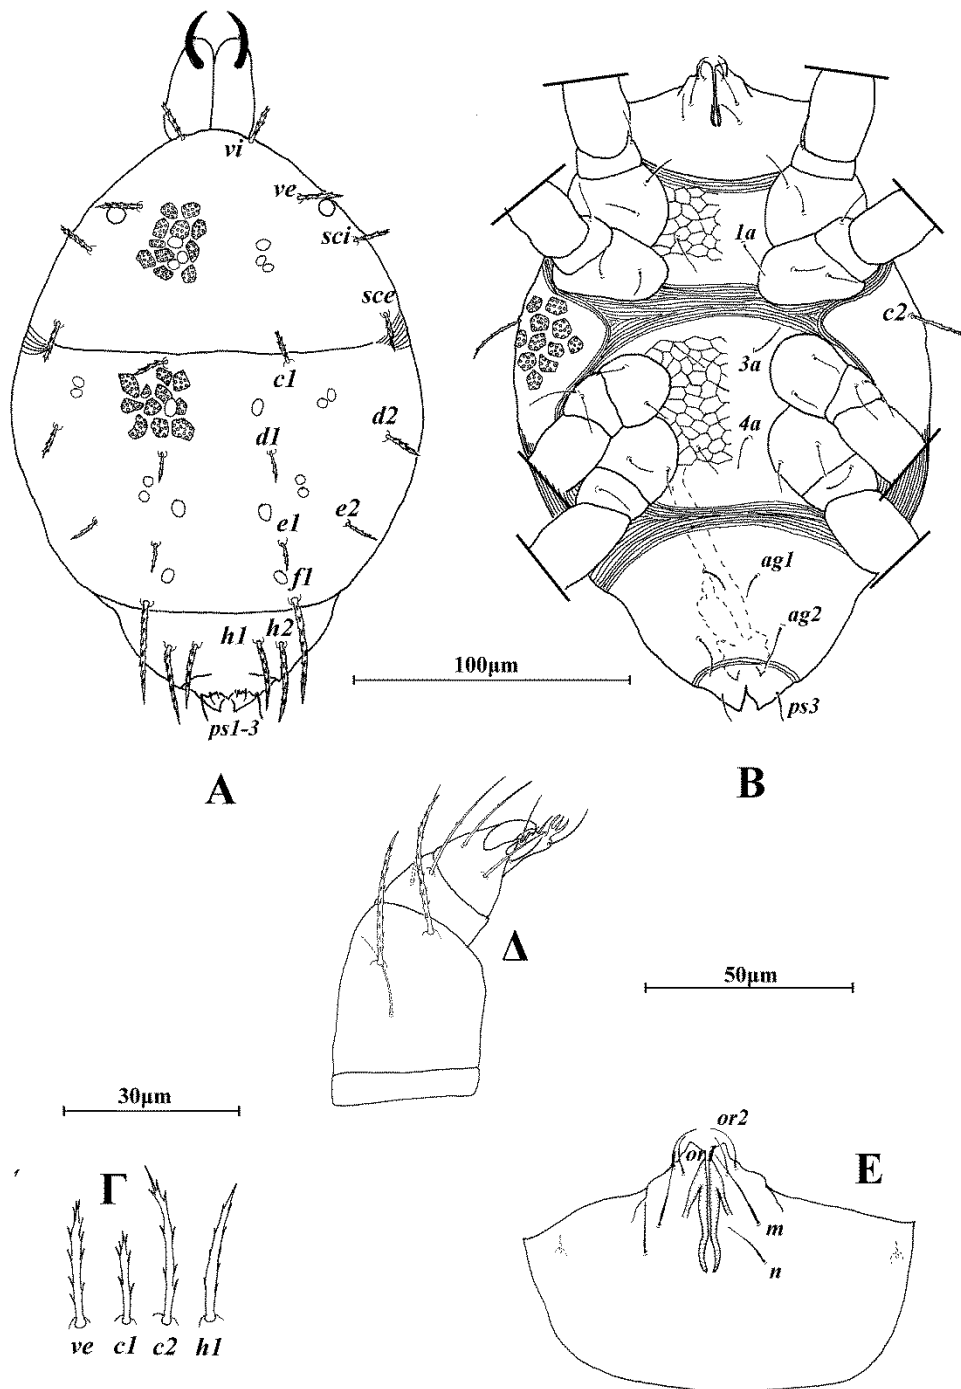 vi
ve
sci
sce
c1
d1
d2
e1
e2
f1
h1
h2
ps1-3
A
1a
c2
3a
4a
ag1
ag2
ps3
B
100μm
Δ
50μm
30μm
Γ
ve
c1
c2
h1
or2
or1
m
n
E